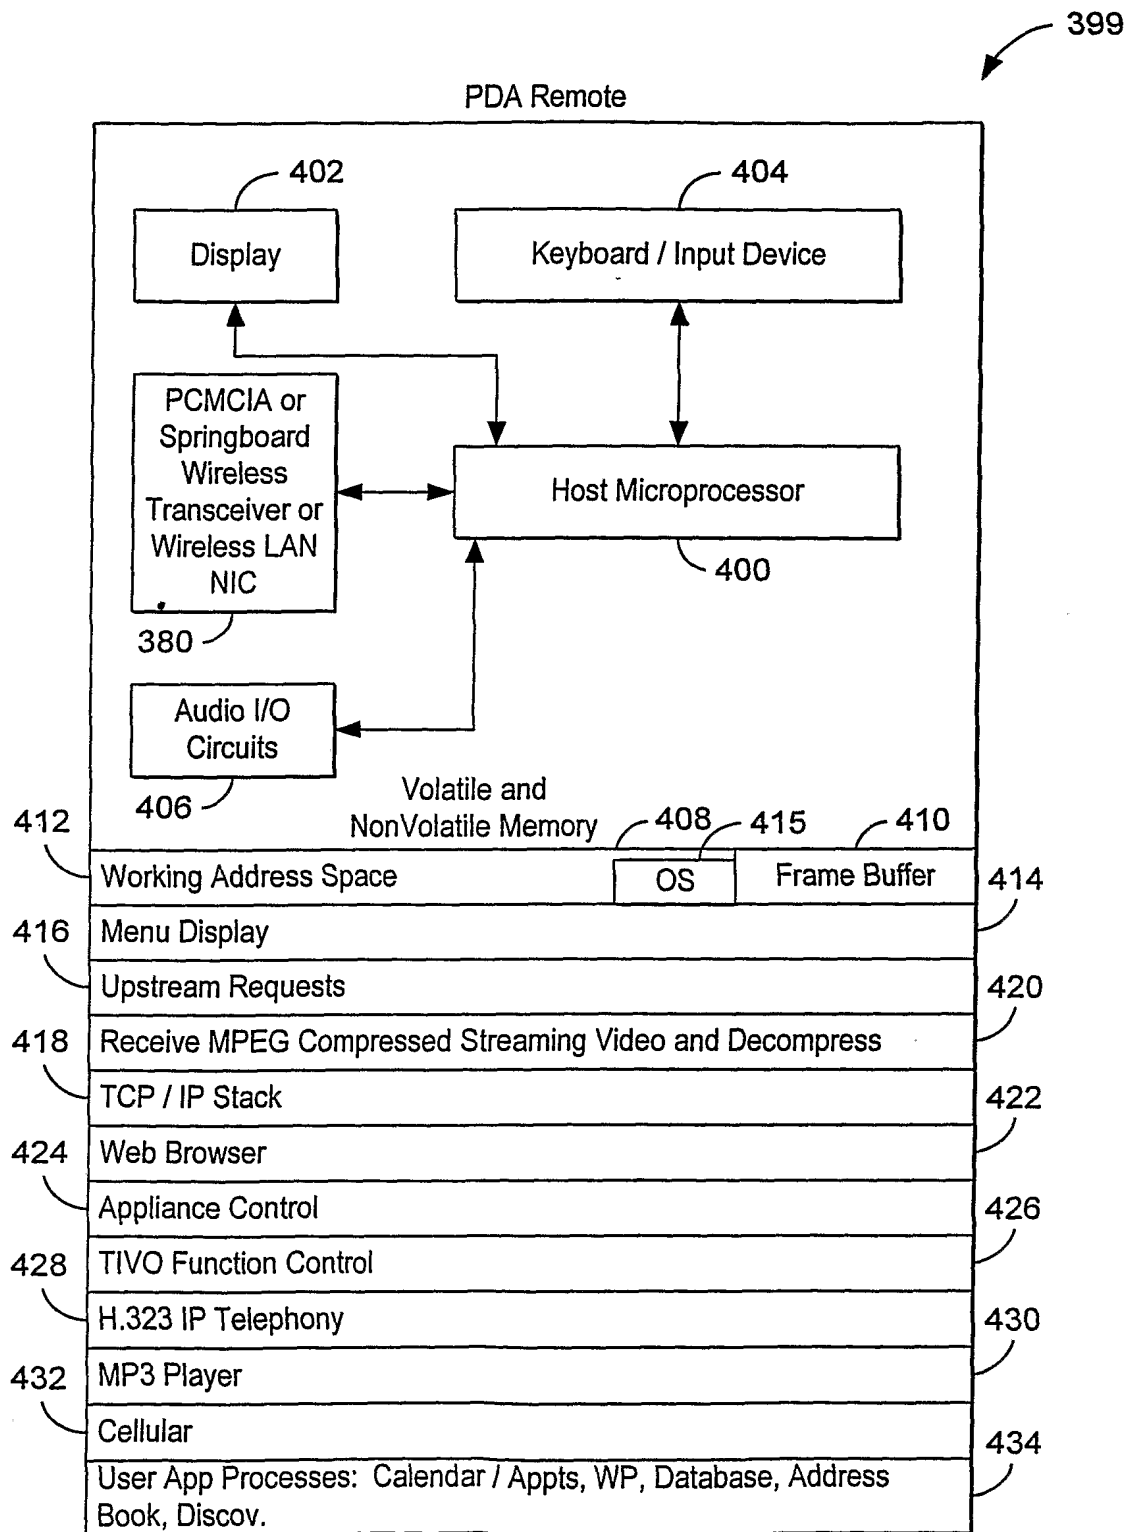 399
PDA Remote
402
404
Display
Keyboard / Input Device
PCMCIA or
Springboard
Wireless
Transceiver or
Wireless LAN
NIC
Host Microprocessor
400
380
Audio I/O
Circuits
406
Volatile and
NonVolatile Memory
412
408
415
410
Working Address Space
OS
Frame Buffer
414
416
Menu Display
Upstream Requests
420
418
Receive MPEG Compressed Streaming Video and Decompress
TCP / IP Stack
422
424
Web Browser
Appliance Control
426
428
TIVO Function Control
H.323 IP Telephony
430
432
MP3 Player
Cellular
434
User App Processes: Calendar / Appts, WP, Database, Address
Book, Discov.